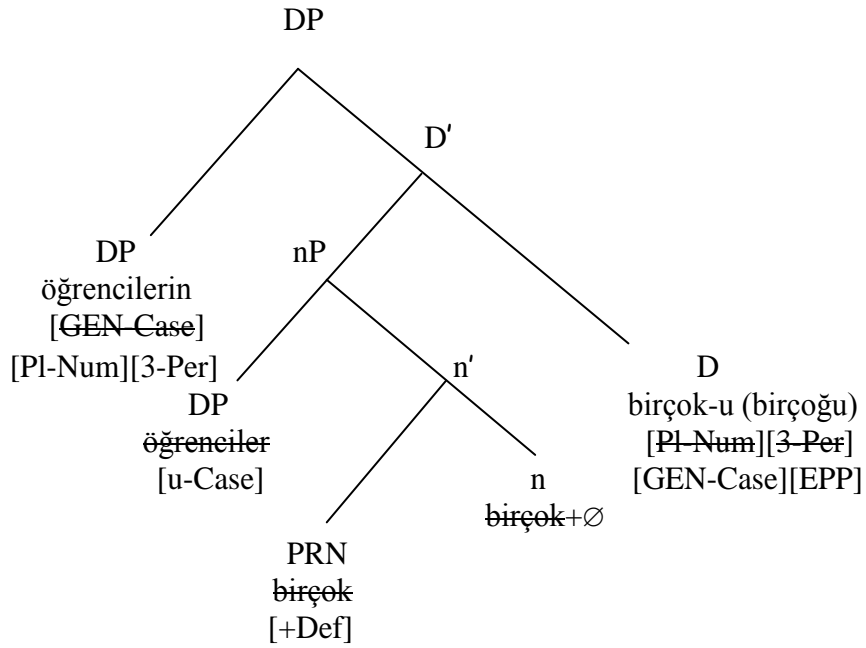 DP
D'
DP
öğrencilerin
[GEN-Case]
[Pl-Num][3-Per]
nP
DP
öğrenciler
[u-Case]
n'
D
birçok-u (birçoğu)
[Pl-Num][3-Per]
[GEN-Case][EPP]
n
birçok+∅
PRN
birçok
[+Def]